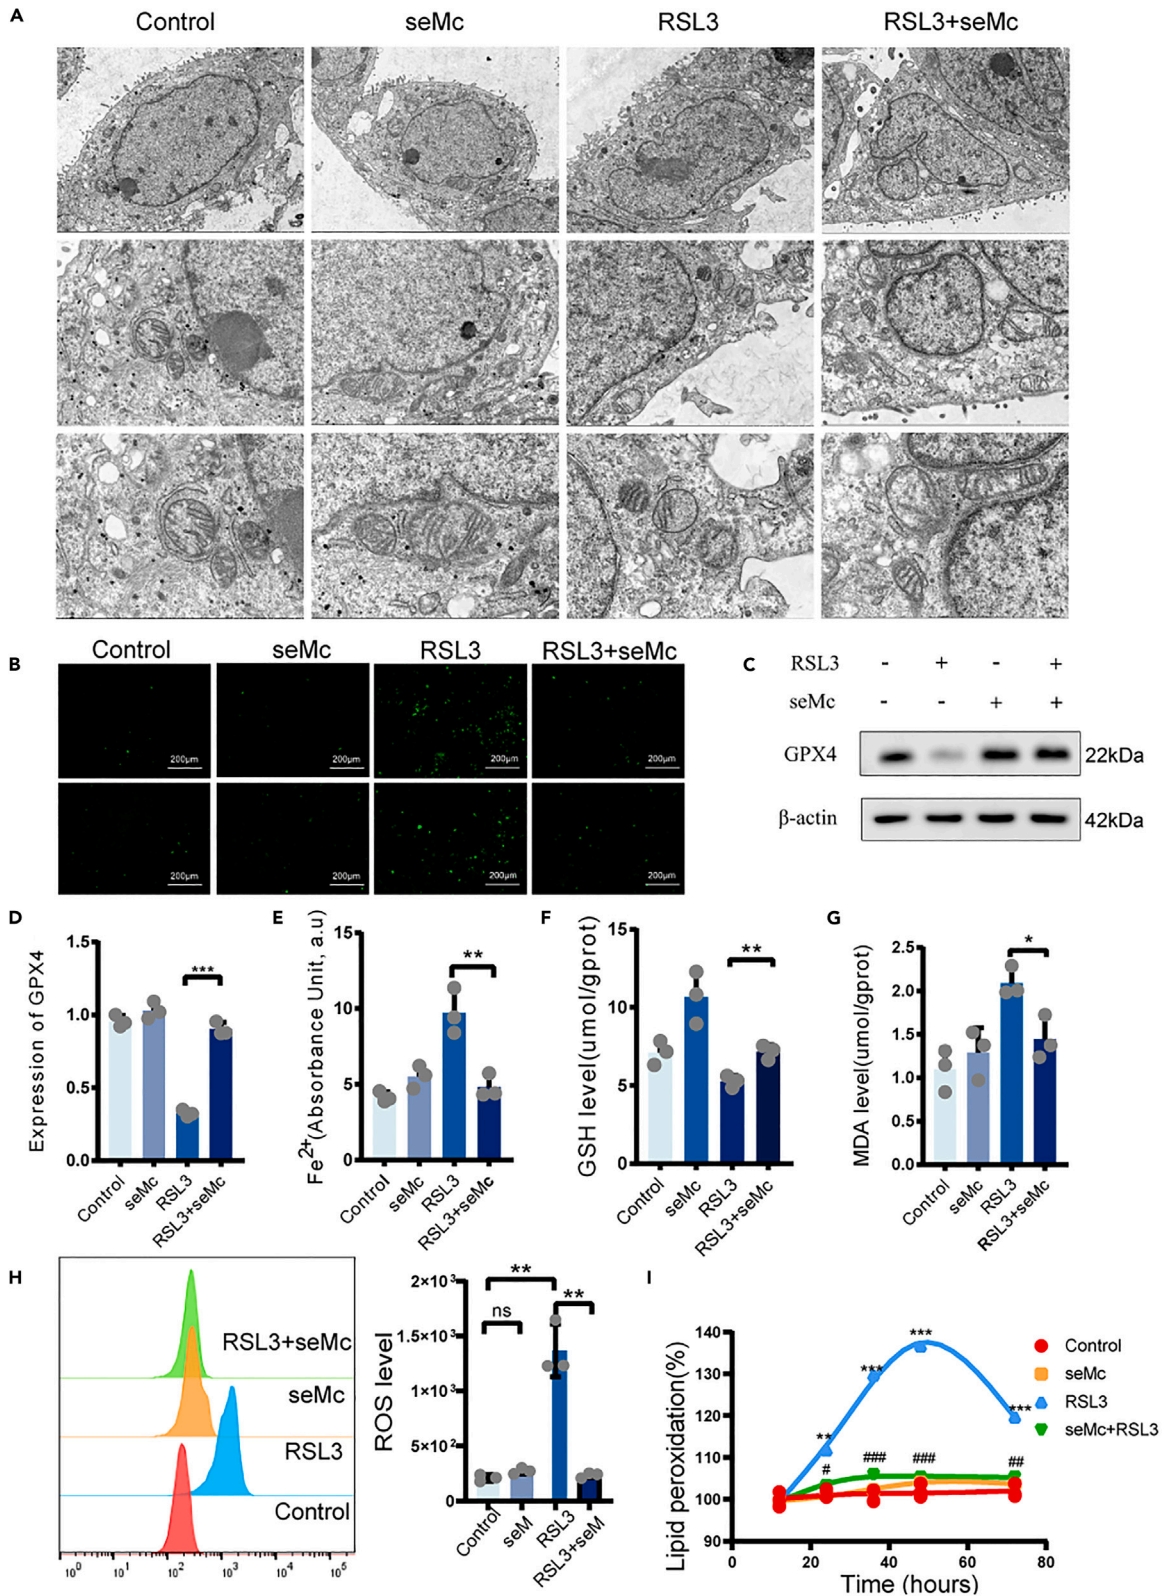 A
Control seMc RSL3 RSL3+seMc
B
Control seMc RSL3 RSL3+seMc
200μm 200μm 200μm 200μm
200μm 200μm 200μm 200μm
C
RSL3 - + - +
seMc - - + +
GPX4 22kDa
β-actin 42kDa
D
Expression of GPX4
1.5
1.0
0.5
0.0
***
Control seMc RSL3 RSL3+seMc
E
Fe2+(Absorbance Unit, a.u)
15
10
5
0
**
Control seMc RSL3 RSL3+seMc
F
GSH level(umol/gprot)
15
10
5
0
**
Control seMc RSL3 RSL3+seMc
G
MDA level(umol/gprot)
2.5
2.0
1.5
1.0
0.5
0.0
*
Control seMc RSL3 RSL3+seMc
H
RSL3+seMc
seMc
RSL3
Control
10^0 10^1 10^2 10^3 10^4 10^5
ROS level
2×10^3
1.5×10^3
1×10^3
5×10^2
0
**
ns **
Control seM RSL3 RSL3+seM
I
Lipid peroxidation(%)
140
130
120
110
100
90
** *** *** ***
# ### ### ##
0 20 40 60 80
Time (hours)
Control
seMc
RSL3
seMc+RSL3